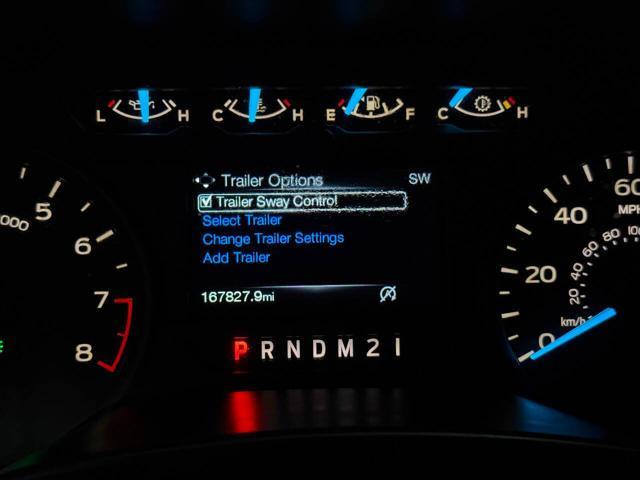 L H C H E F C H
Trailer Options SW
Trailer Sway Control
Select Trailer
Change Trailer Settings
Add Trailer
167827.9mi
P R N D M 2 1
000 5 6 7 8
0 20 40 60
MPH
20 40 60 80 100
km/h